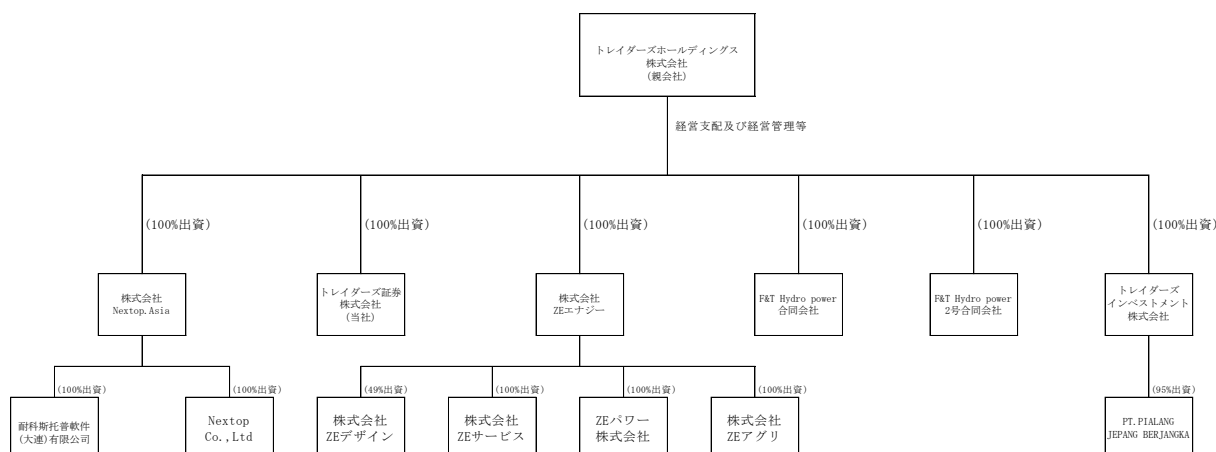 トレイダーズホールディングス
株式会社
(親会社)
経営支配及び経営管理等
(100%出資)
(100%出資)
(100%出資)
(100%出資)
(100%出資)
(100%出資)
株式会社
Nextop.Asia
トレイダーズ証券
株式会社
(当社)
株式会社
ZEエナジー
F&T Hydro power
合同会社
F&T Hydro power
2号合同会社
トレイダーズ
インベストメント
株式会社
(100%出資)
(100%出資)
(49%出資)
(100%出資)
(100%出資)
(100%出資)
(95%出資)
耐科斯托普軟件
(大連)有限公司
Nextop
Co.,Ltd
株式会社
ZEデザイン
株式会社
ZEサービス
ZEパワー
株式会社
株式会社
ZEアグリ
PT.PIALANG
JEPANG BERJANGKA